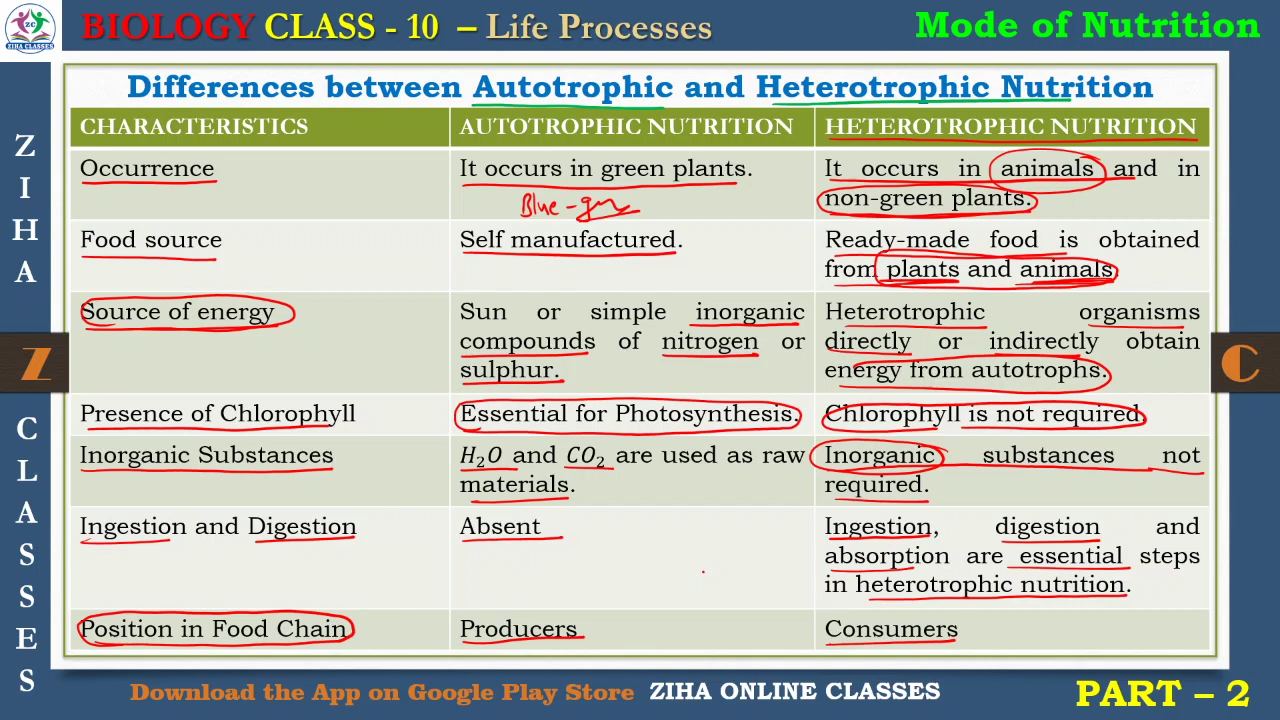 ZC
ZIHA CLASSES
BIOLOGY CLASS - 10 – Life Processes
Mode of Nutrition
ZIHA
Z
CLASSES
C
Differences between Autotrophic and Heterotrophic Nutrition
CHARACTERISTICS
AUTOTROPHIC NUTRITION
HETEROTROPHIC NUTRITION
Occurrence
It occurs in green plants.
Blue-
It occurs in animals and in
non-green plants.
Food source
Self manufactured.
Ready-made food is obtained
from plants and animals.
Source of energy
Sun or simple inorganic
compounds of nitrogen or
sulphur.
Heterotrophic organisms
directly or indirectly obtain
energy from autotrophs.
Presence of Chlorophyll
Essential for Photosynthesis.
Chlorophyll is not required.
Inorganic Substances
H₂O and CO₂ are used as raw
materials.
Inorganic substances not
required.
Ingestion and Digestion
Absent
Ingestion, digestion and
absorption are essential steps
in heterotrophic nutrition.
Position in Food Chain
Producers
Consumers
Download the App on Google Play Store ZIHA ONLINE CLASSES
PART – 2